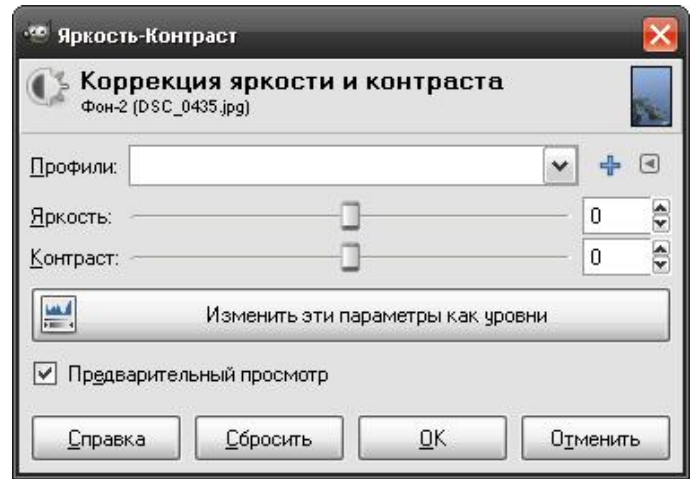 Яркость-Контраст
Коррекция яркости и контраста
Фон-2 (DSC_0435.jpg)
Профили:
Яркость: 0
Контраст: 0
Изменить эти параметры как уровни
Предварительный просмотр
Справка Сбросить OK Отменить